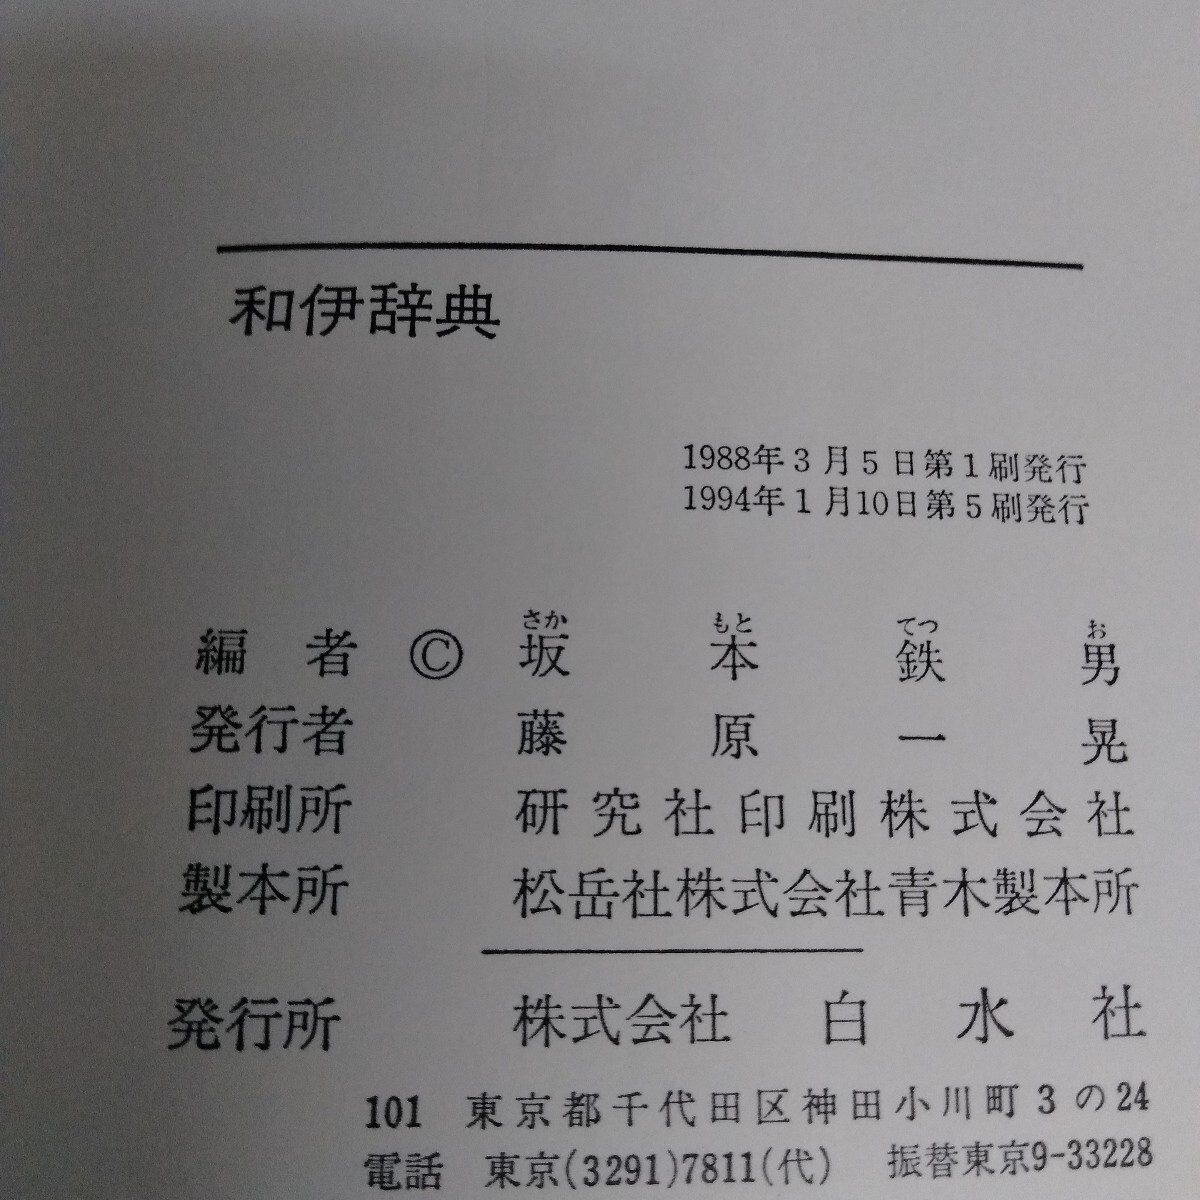 和伊辞典
1988年3月5日第1刷発行
1994年1月10日第5刷発行
さか もと てつ お
編者 © 坂本鉄男
発行者 藤原一晃
印刷所 研究社印刷株式会社
製本所 松岳社株式会社青木製本所
発行所 株式会社 白水社
101 東京都千代田区神田小川町3の24
電話 東京(3291)7811(代) 振替東京9-33228